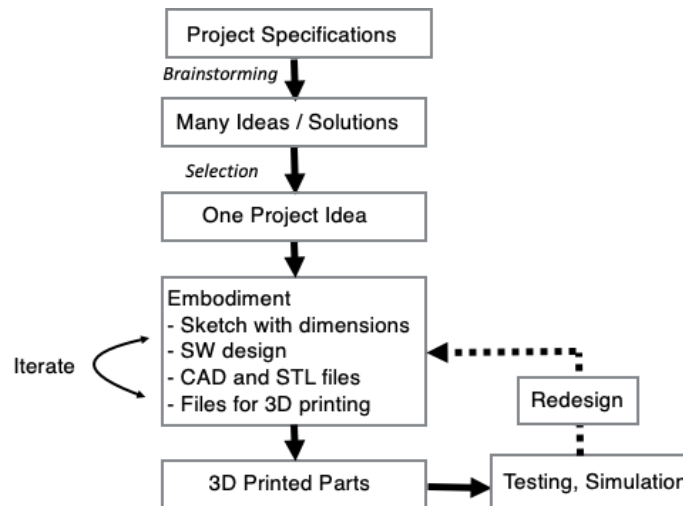 Project Specifications
Brainstorming
Many Ideas / Solutions
Selection
One Project Idea
Embodiment
- Sketch with dimensions
- SW design
- CAD and STL files
- Files for 3D printing
Iterate
Redesign
3D Printed Parts
Testing, Simulation